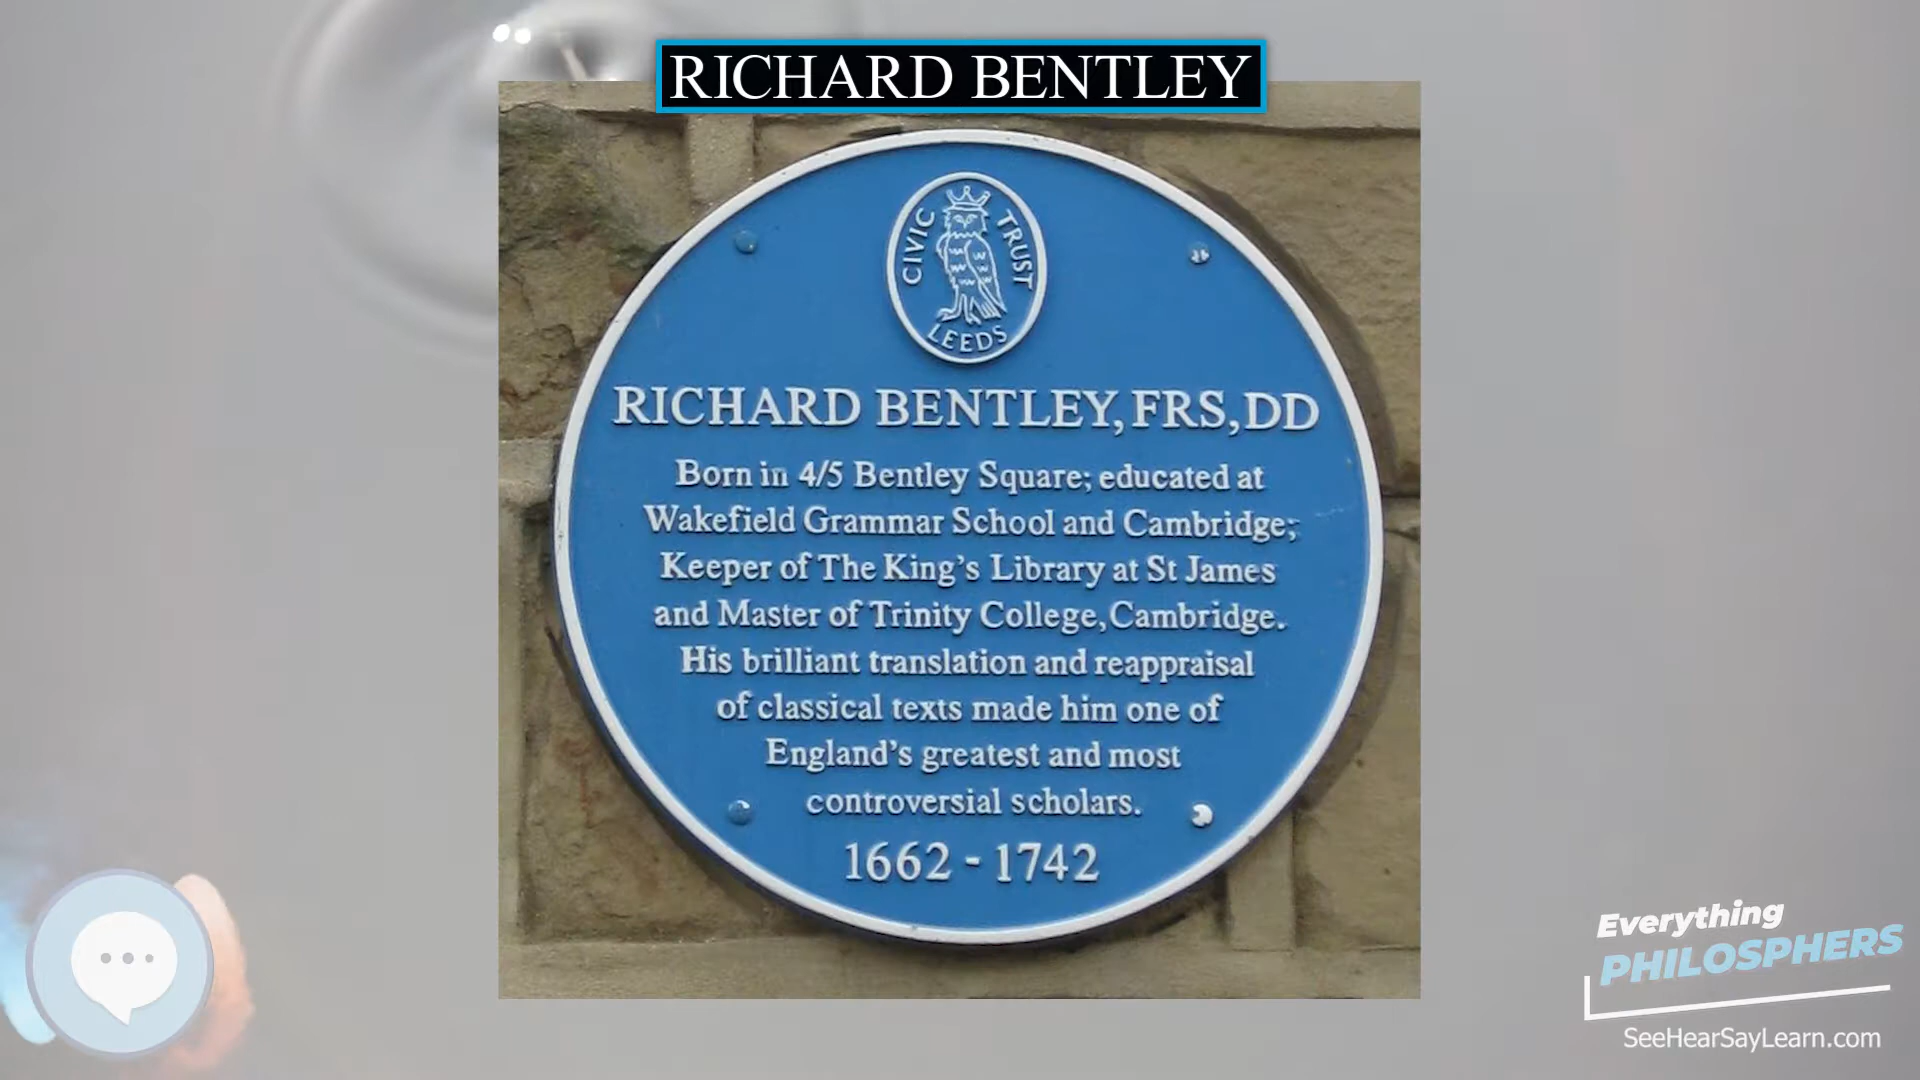 RICHARD BENTLEY
CIVIC TRUST
LEEDS
RICHARD BENTLEY, FRS, DD
Born in 4/5 Bentley Square; educated at
Wakefield Grammar School and Cambridge;
Keeper of The King's Library at St James
and Master of Trinity College, Cambridge.
His brilliant translation and reappraisal
of classical texts made him one of
England's greatest and most
controversial scholars.
1662 - 1742
Everything
PHILOSPHERS
SeeHearSayLearn.com